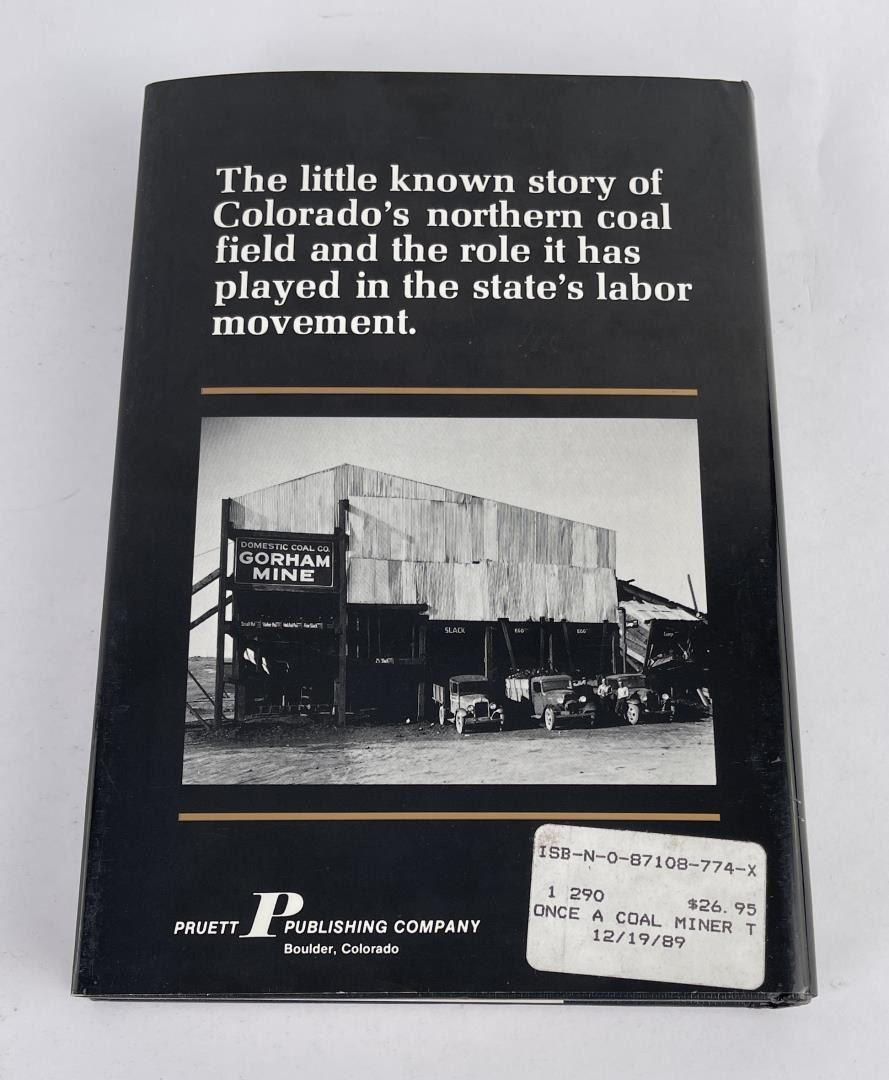 The little known story of
Colorado's northern coal
field and the role it has
played in the state's labor
movement.
DOMESTIC COAL CO.
GORHAM
MINE
SLACK
EGG
EGG
PRUETT P PUBLISHING COMPANY
Boulder, Colorado
ISB-N-0-87108-774-X
1 290 $26.95
ONCE A COAL MINER T
12/19/89